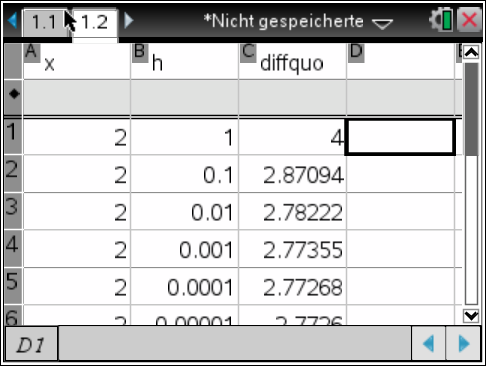 1.1 1.2 *Nicht gespeicherte
A x B h C diffquo D E
1 2 1 4
2 2 0.1 2.87094
3 2 0.01 2.78222
4 2 0.001 2.77355
5 2 0.0001 2.77268
6 2 0.00001 2.7726
D1